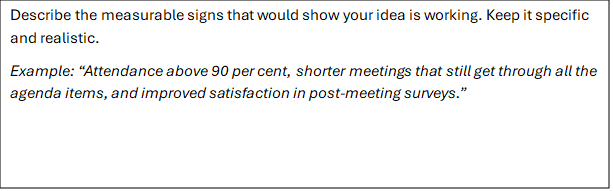 Describe the measurable signs that would show your idea is working. Keep it specific
and realistic.
Example: “Attendance above 90 per cent, shorter meetings that still get through all the
agenda items, and improved satisfaction in post-meeting surveys.”